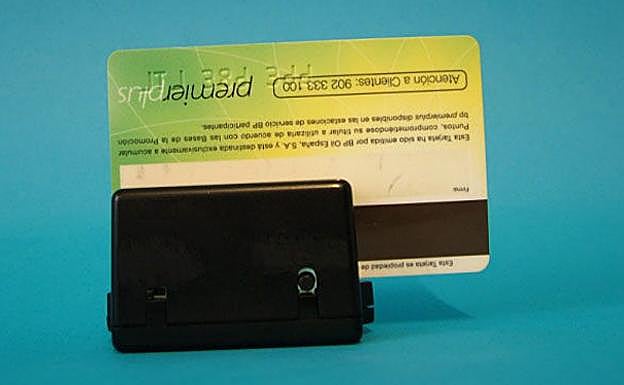 Esta Tarjeta es propiedad de
Firma
Esta Tarjeta ha sido emitida por BP Oil España, S.A. y está destinada exclusivamente a acumular
Puntos, comprometiéndose su titular a utilizarla de acuerdo con las Bases de la Promoción
bp premierplus disponibles en las estaciones de servicio BP participantes.
Atención a Clientes: 902 333 100
premierplus